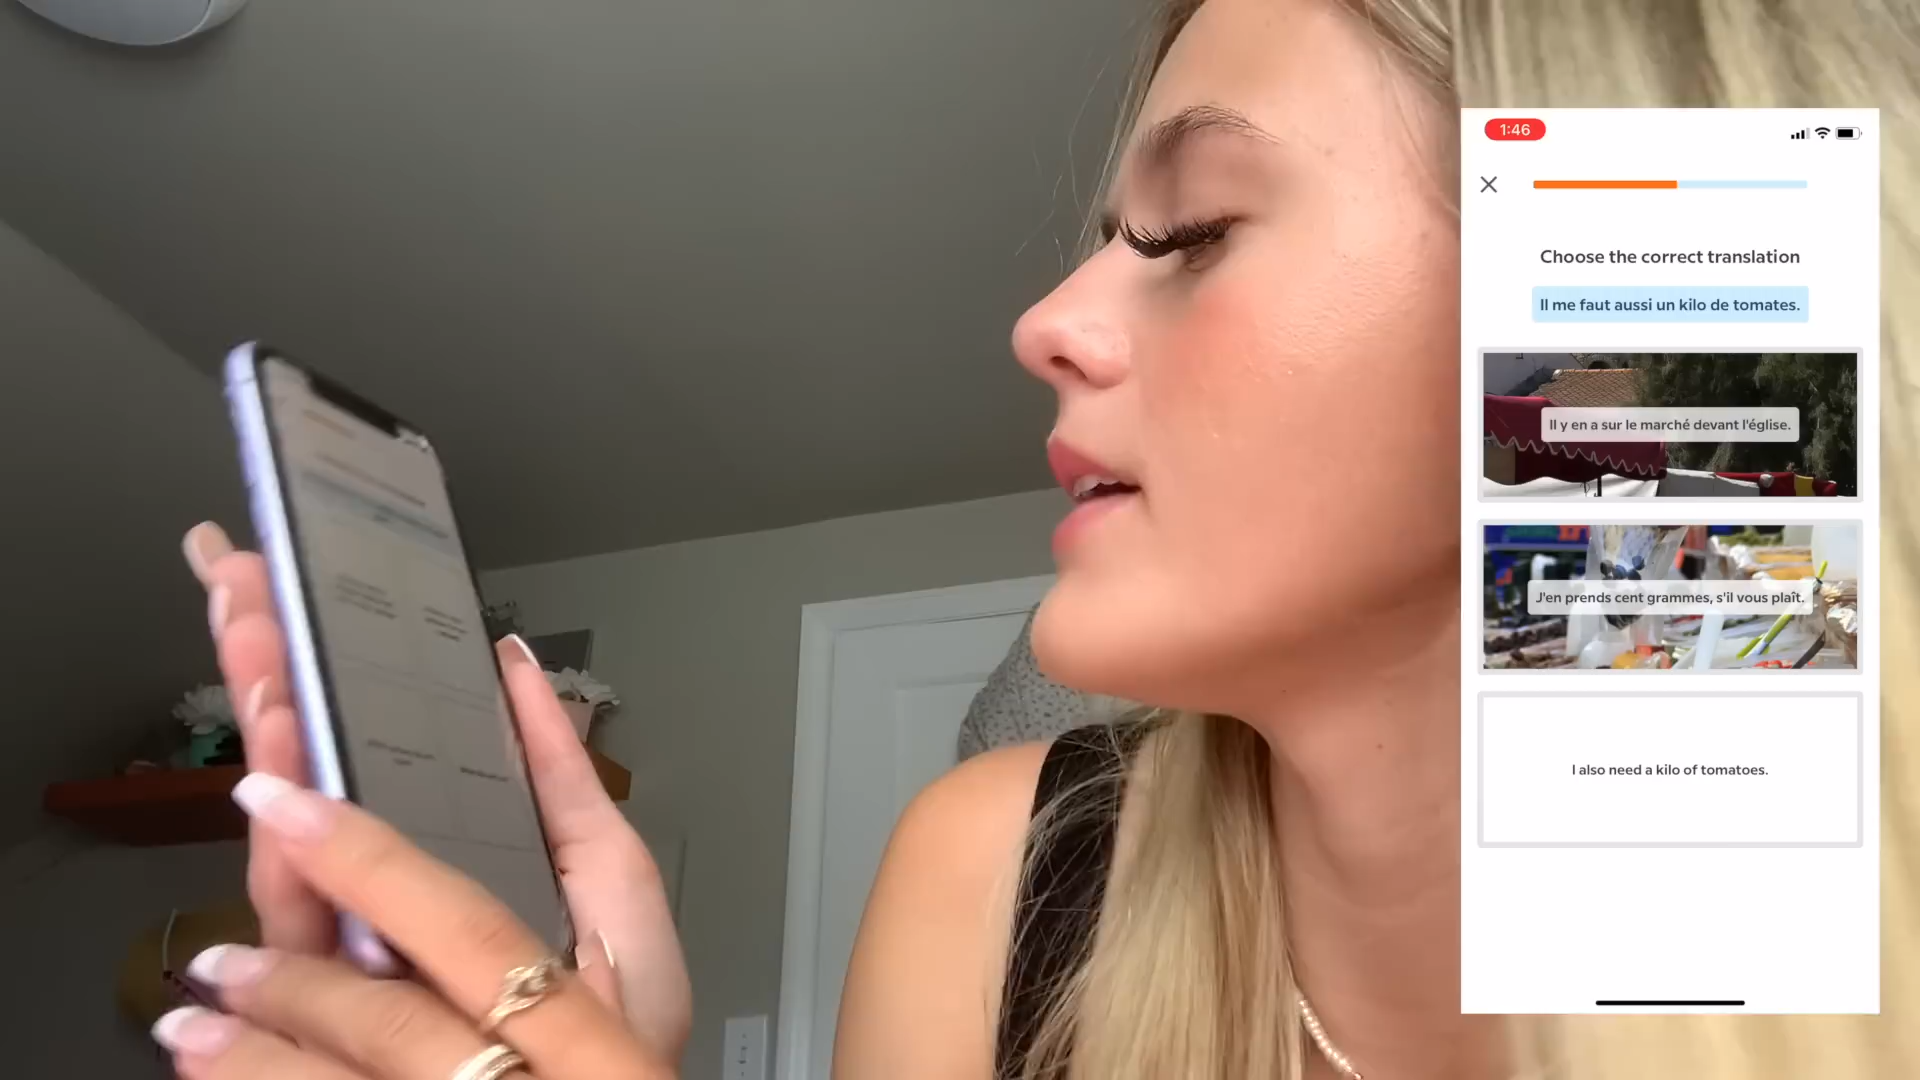 1:46
Choose the correct translation
Il me faut aussi un kilo de tomates.
Il y en a sur le marché devant l'église.
J'en prends cent grammes, s'il vous plaît.
I also need a kilo of tomatoes.